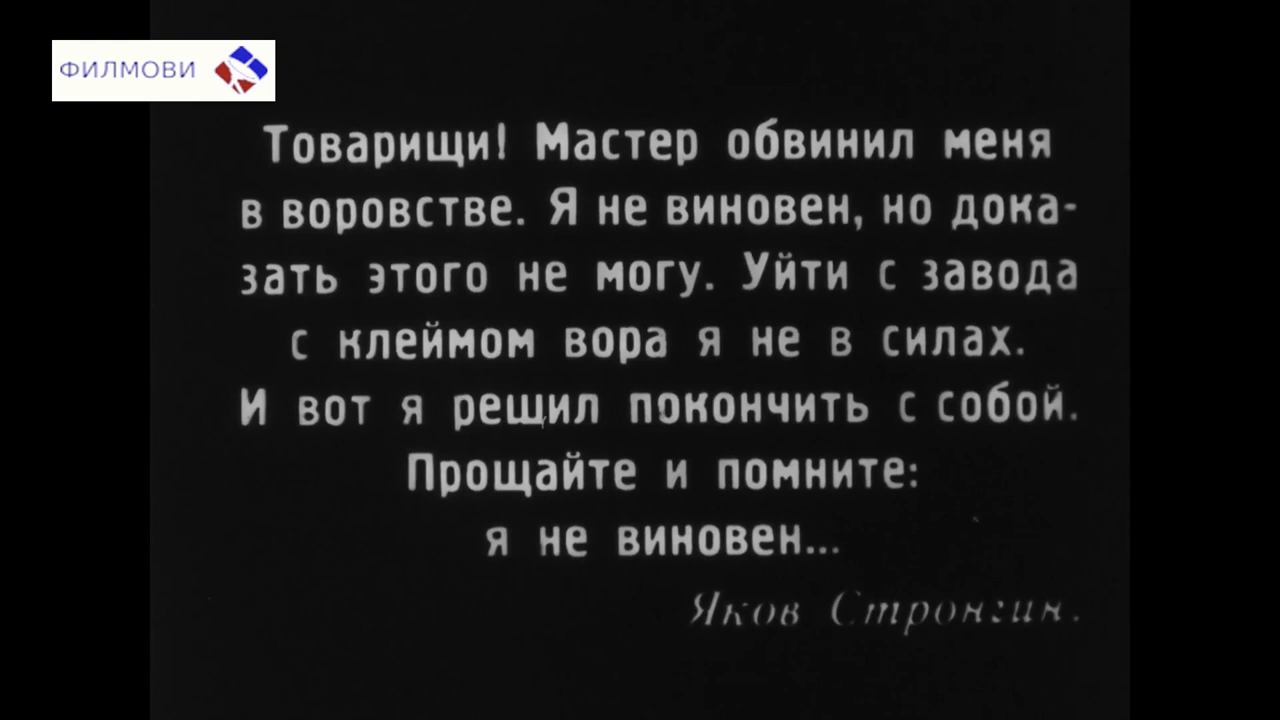 ФИЛМОВИ
Товарищи! Мастер обвинил меня
в воровстве. Я не виновен, но дока-
зать этого не могу. Уйти с завода
с клеймом вора я не в силах.
И вот я решил покончить с собой.
Прощайте и помните:
я не виновен...
Яков Стронгин.